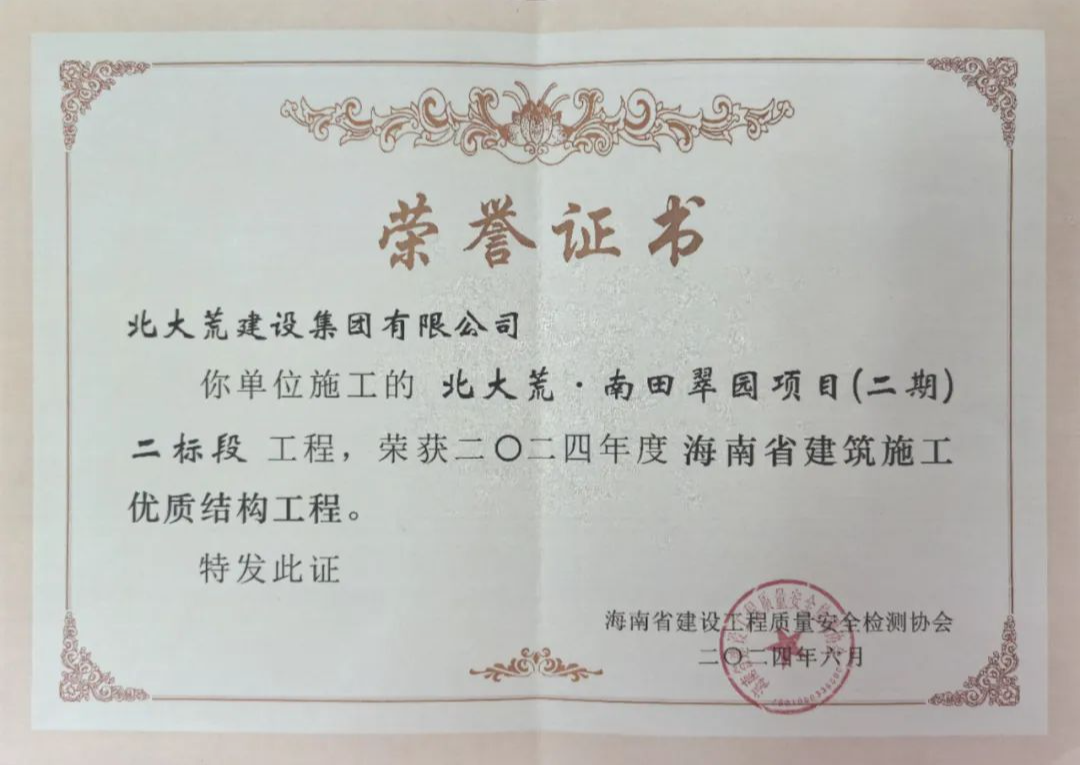 荣誉证书
北大荒建设集团有限公司
你单位施工的 北大荒·南田翠园项目(二期)
二标段 工程，荣获二〇二四年度 海南省建筑施工
优质结构工程。
特发此证
海南省建设工程质量安全检测协会
二〇二四年六月